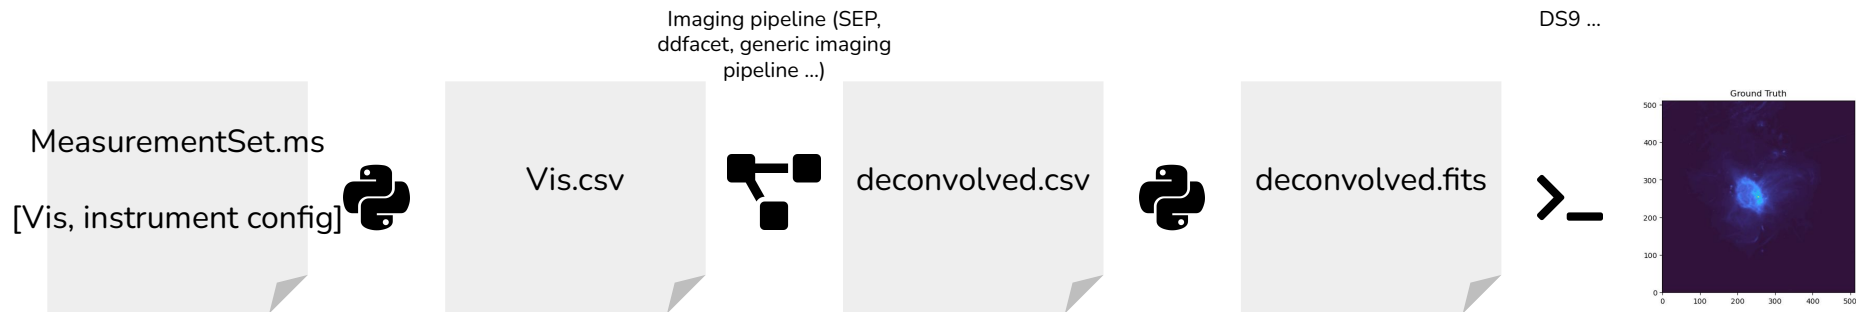 Imaging pipeline (SEP,
ddfacet, generic imaging
pipeline ...)
DS9 ...
MeasurementSet.ms
[Vis, instrument config]
Vis.csv
deconvolved.csv
deconvolved.fits
Ground Truth
500
400
300
200
100
0
0 100 200 300 400 500